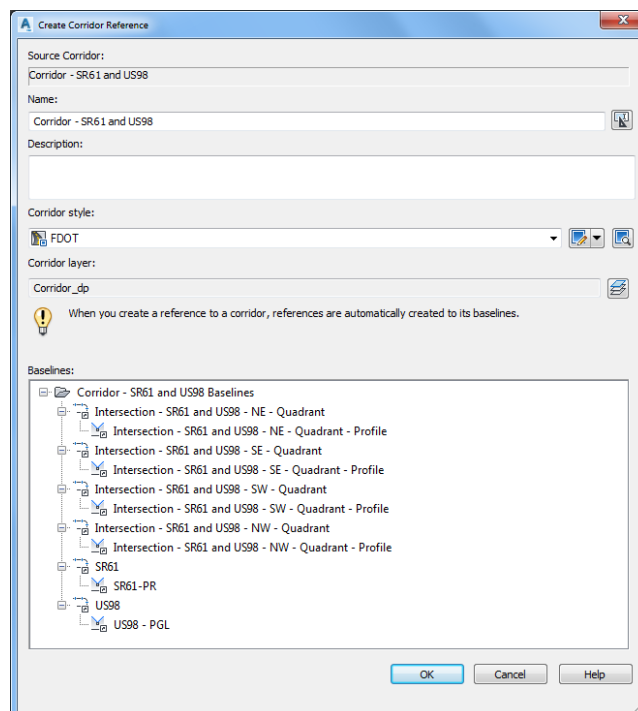 Create Corridor Reference
Source Corridor:
Corridor - SR61 and US98
Name:
Corridor - SR61 and US98
Description:
Corridor style:
FDOT
Corridor layer:
Corridor_dp
When you create a reference to a corridor, references are automatically created to its baselines.
Baselines:
Corridor - SR61 and US98 Baselines
Intersection - SR61 and US98 - NE - Quadrant
Intersection - SR61 and US98 - NE - Quadrant - Profile
Intersection - SR61 and US98 - SE - Quadrant
Intersection - SR61 and US98 - SE - Quadrant - Profile
Intersection - SR61 and US98 - SW - Quadrant
Intersection - SR61 and US98 - SW - Quadrant - Profile
Intersection - SR61 and US98 - NW - Quadrant
Intersection - SR61 and US98 - NW - Quadrant - Profile
SR61
SR61-PR
US98
US98 - PGL
OK Cancel Help